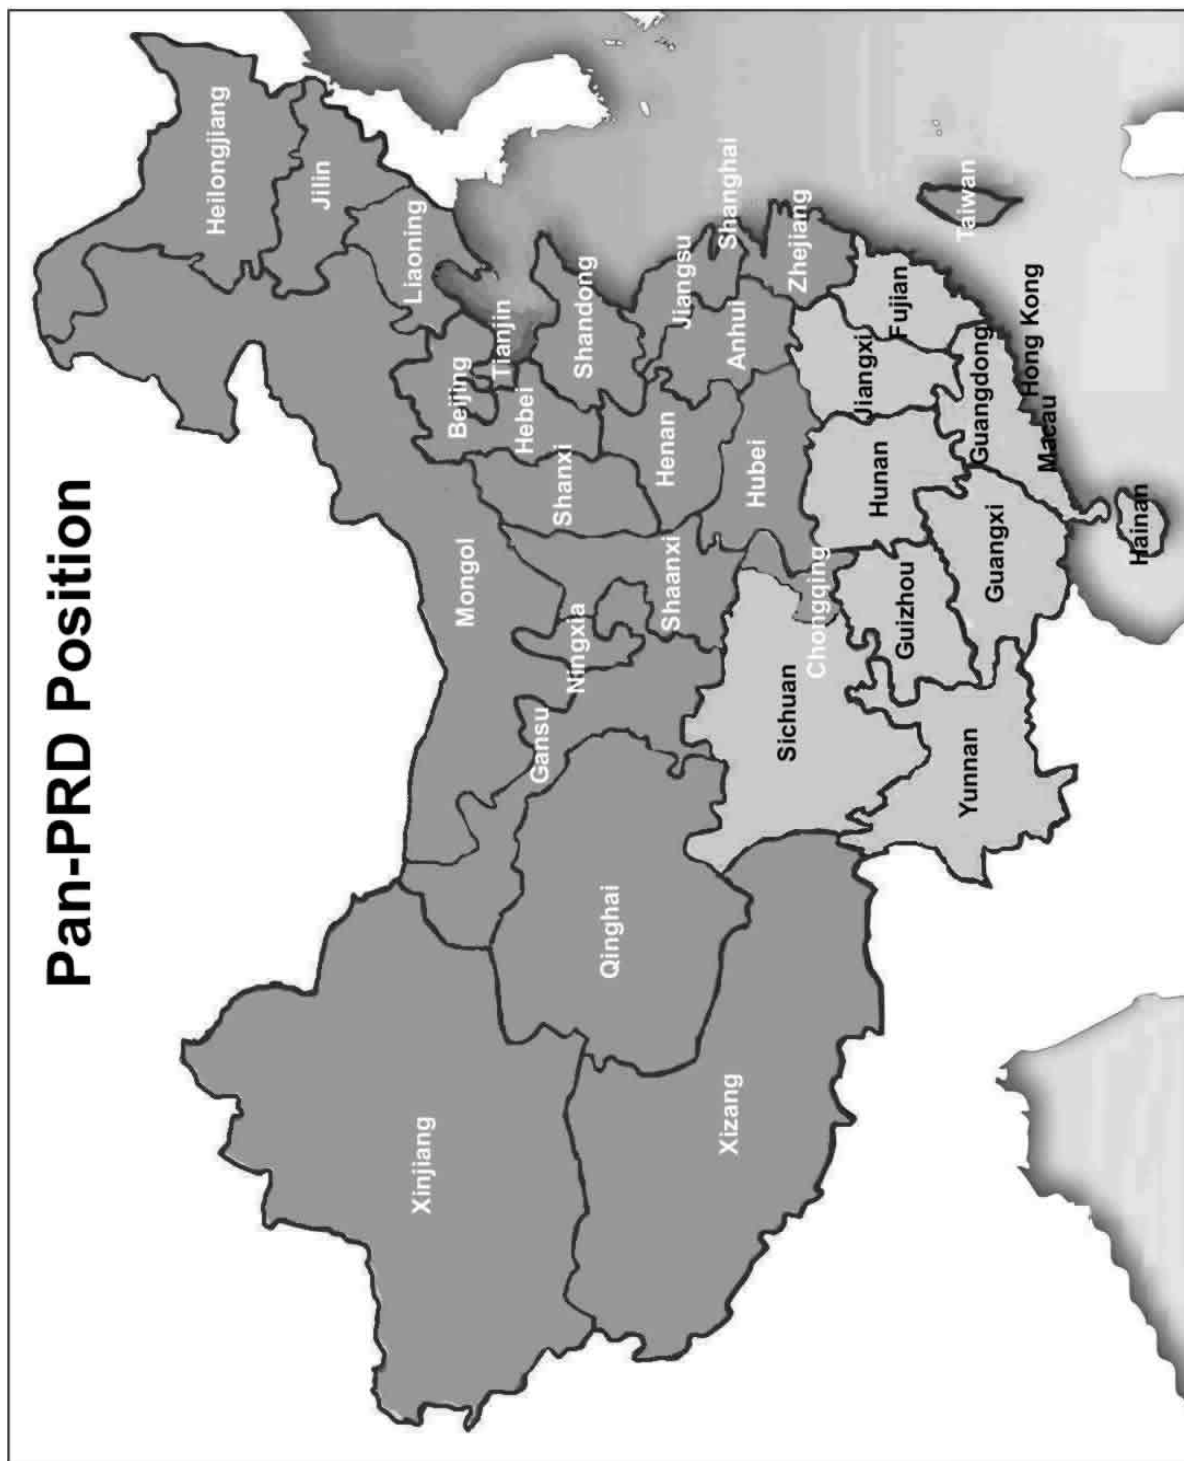 Pan-PRD Position
Heilongjiang
Jilin
Liaoning
Mongol
Xinjiang
Beijing
Tianjin
Hebei
Shanxi
Shandong
Ningxia
Gansu
Qinghai
Shaanxi
Henan
Jiangsu
Shanghai
Anhui
Hubei
Xizang
Zhejiang
Chongqing
Sichuan
Jiangxi
Fujian
Hunan
Guizhou
Taiwan
Guangdong
Guangxi
Yunnan
Hong Kong
Macau
Hainan